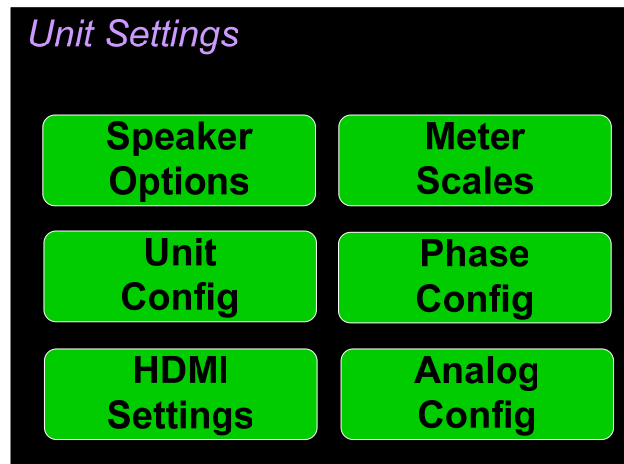 Unit Settings
Speaker
Options
Meter
Scales
Unit
Config
Phase
Config
HDMI
Settings
Analog
Config